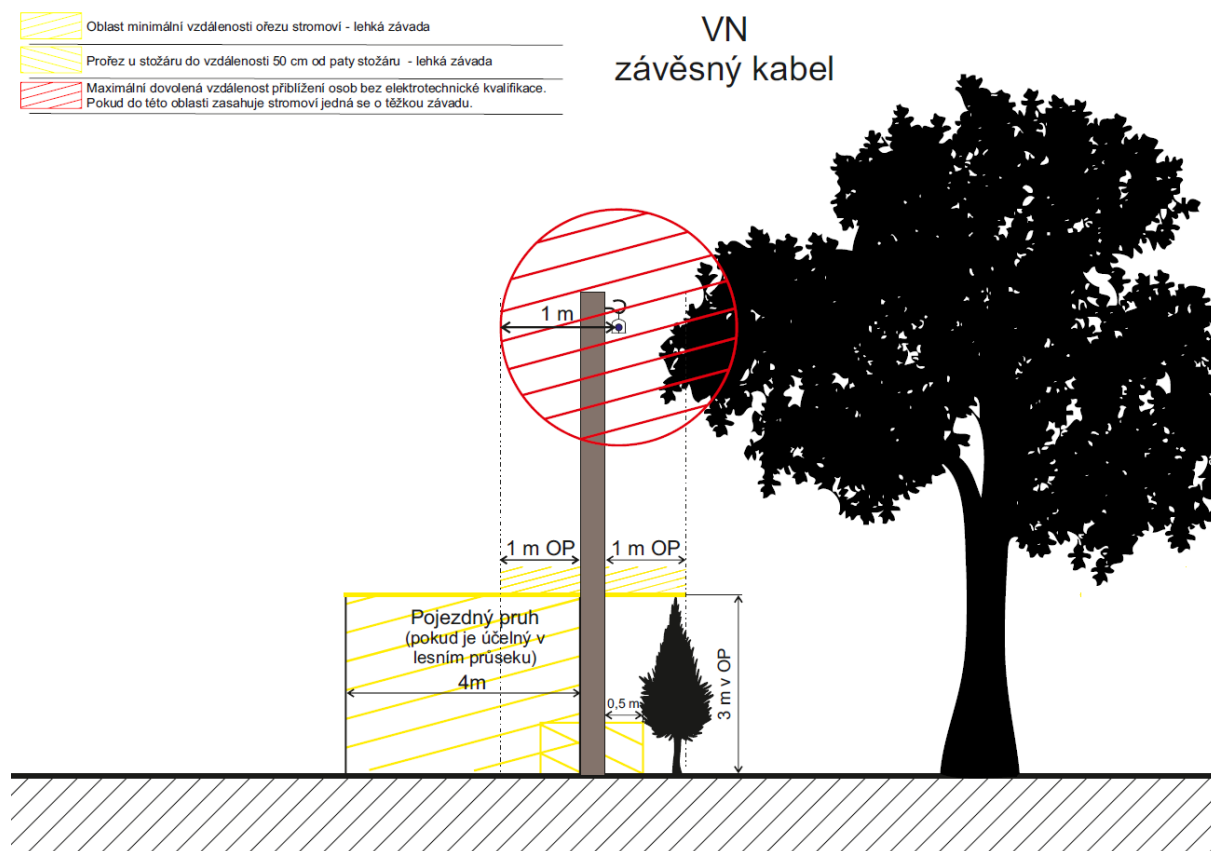 Oblast minimální vzdálenosti ořezu stromoví - lehká závada
Prořez u stožáru do vzdálenosti 50 cm od paty stožáru - lehká závada
Maximální dovolená vzdálenost přiblížení osob bez elektrotechnické kvalifikace.
Pokud do této oblasti zasahuje stromoví jedná se o těžkou závadu.
VN
závěsný kabel
1 m
1 m OP
1 m OP
Pojezdný pruh
(pokud je účelný v
lesním průseku)
4m
0,5 m
3 m v OP